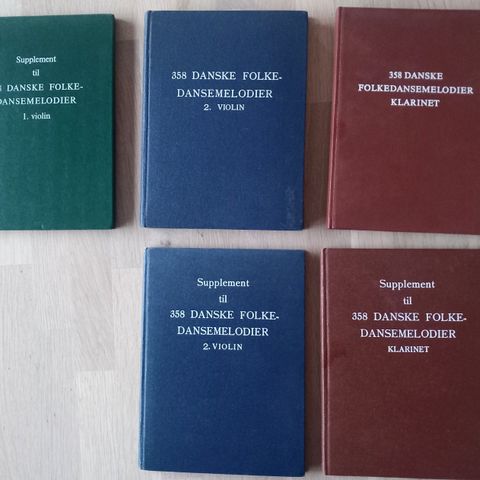 Supplement
til
DANSKE FOLKE-
DANSEMELODIER
1. violin
358 DANSKE FOLKE-
DANSEMELODIER
2. VIOLIN
358 DANSKE
FOLKEDANSEMELODIER
KLARINET
Supplement
til
358 DANSKE FOLKE-
DANSEMELODIER
2. VIOLIN
Supplement
til
358 DANSKE FOLKE-
DANSEMELODIER
KLARINET